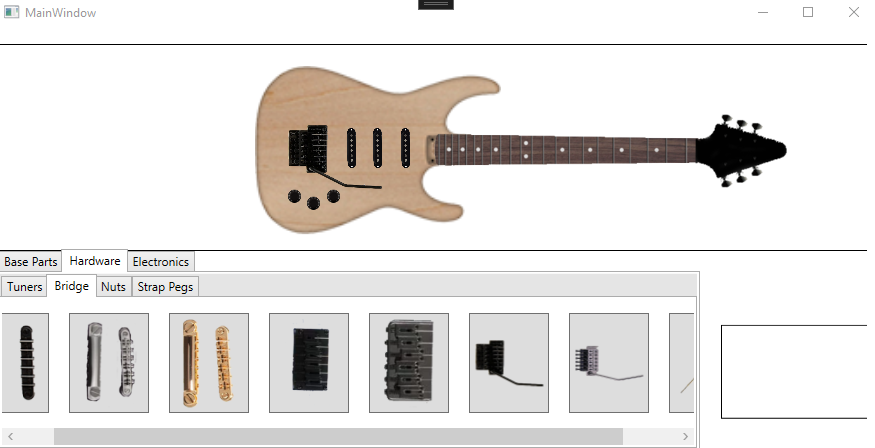 MainWindow
Base Parts Hardware Electronics
Tuners Bridge Nuts Strap Pegs